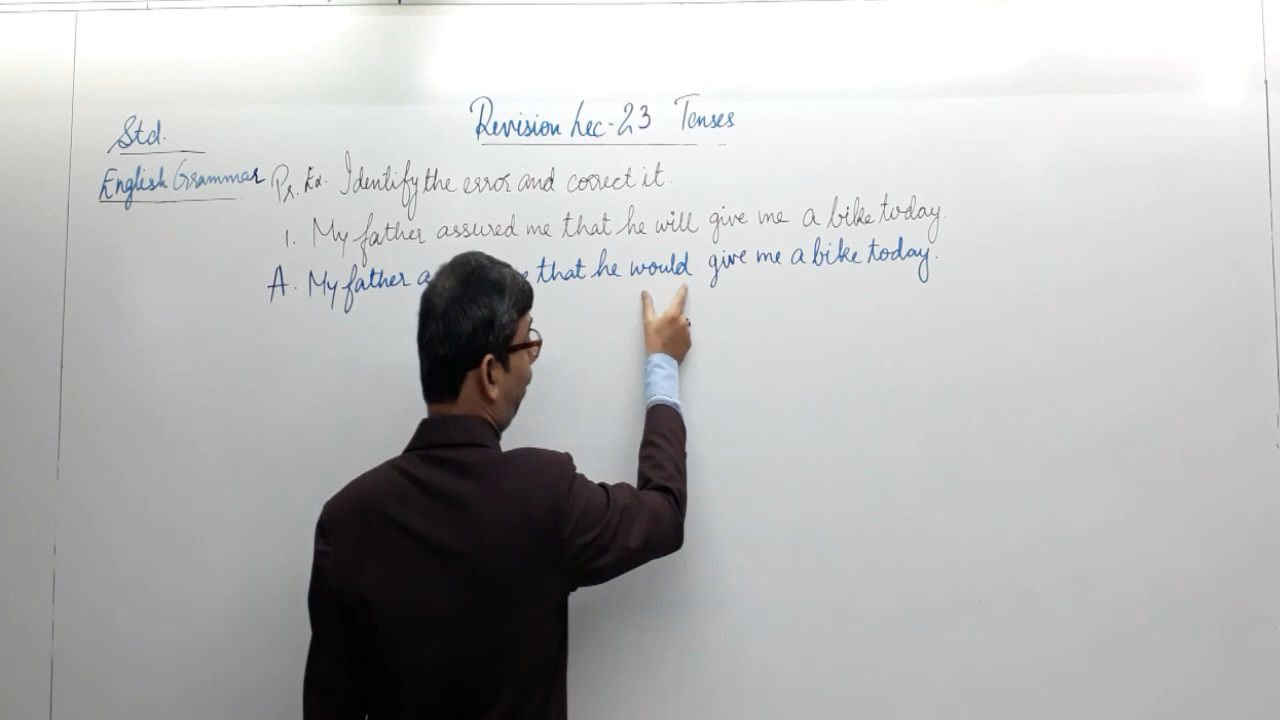 Revision Lec-23 Tenses
Std.
English Grammar
Pr. Ex. Identify the error and correct it.
1. My father assured me that he will give me a bike today.
A. My father that he would give me a bike today.